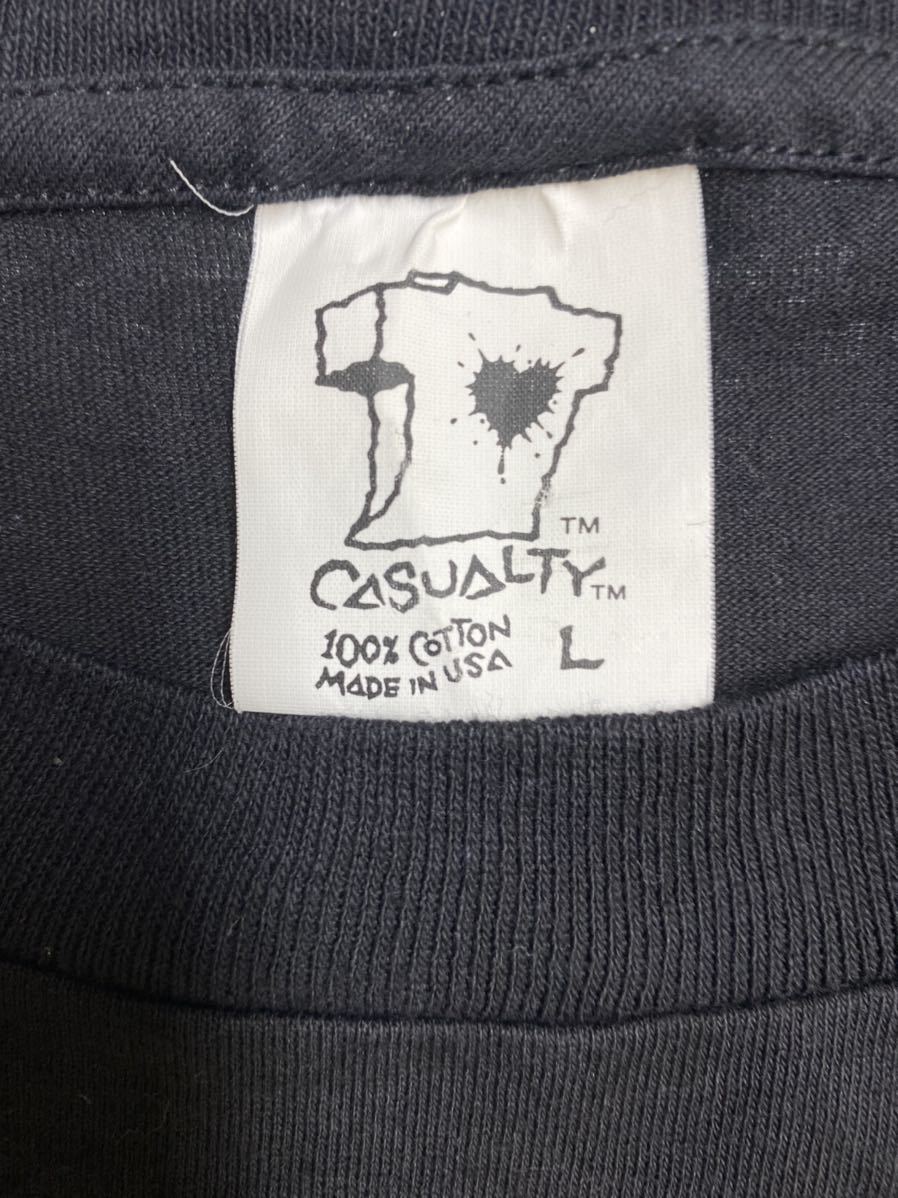 TM
CASUALTY TM
100% COTTON
MADE IN USA
L